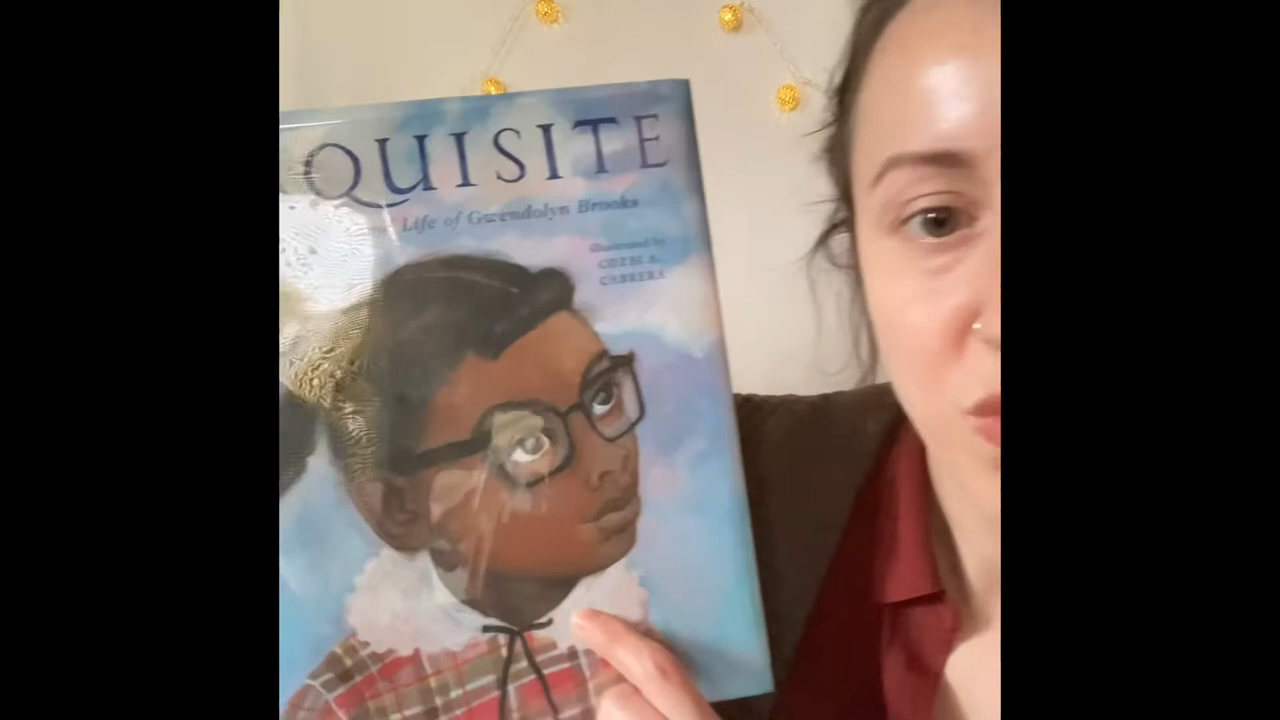 QUISITE
Life of Gwendolyn Brooks
Illustrated by
COZBI A.
CABRERA